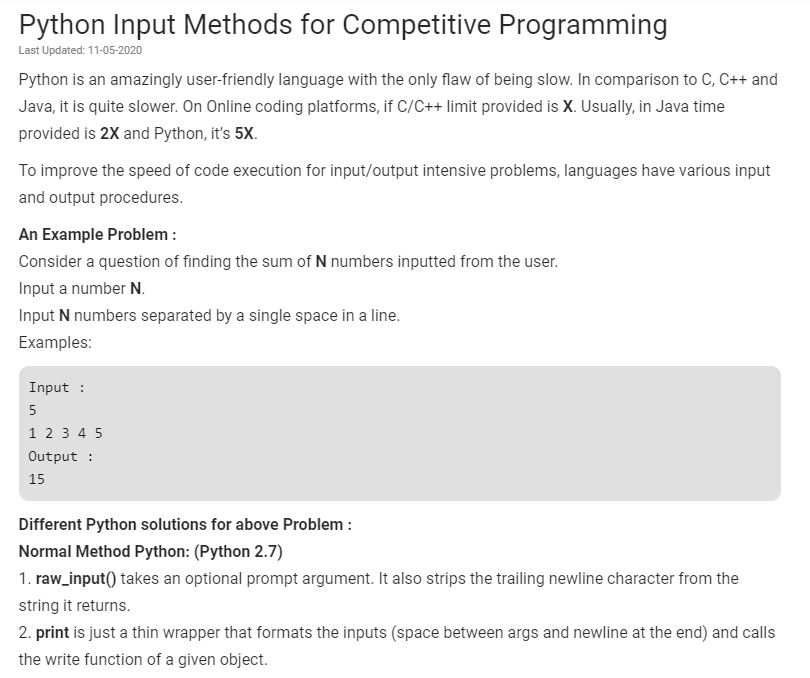 Python Input Methods for Competitive Programming
Last Updated: 11-05-2020
Python is an amazingly user-friendly language with the only flaw of being slow. In comparison to C, C++ and
Java, it is quite slower. On Online coding platforms, if C/C++ limit provided is X. Usually, in Java time
provided is 2X and Python, it's 5X.
To improve the speed of code execution for input/output intensive problems, languages have various input
and output procedures.
An Example Problem :
Consider a question of finding the sum of N numbers inputted from the user.
Input a number N.
Input N numbers separated by a single space in a line.
Examples:
Input :
5
1 2 3 4 5
Output :
15
Different Python solutions for above Problem :
Normal Method Python: (Python 2.7)
1. raw_input() takes an optional prompt argument. It also strips the trailing newline character from the
string it returns.
2. print is just a thin wrapper that formats the inputs (space between args and newline at the end) and calls
the write function of a given object.